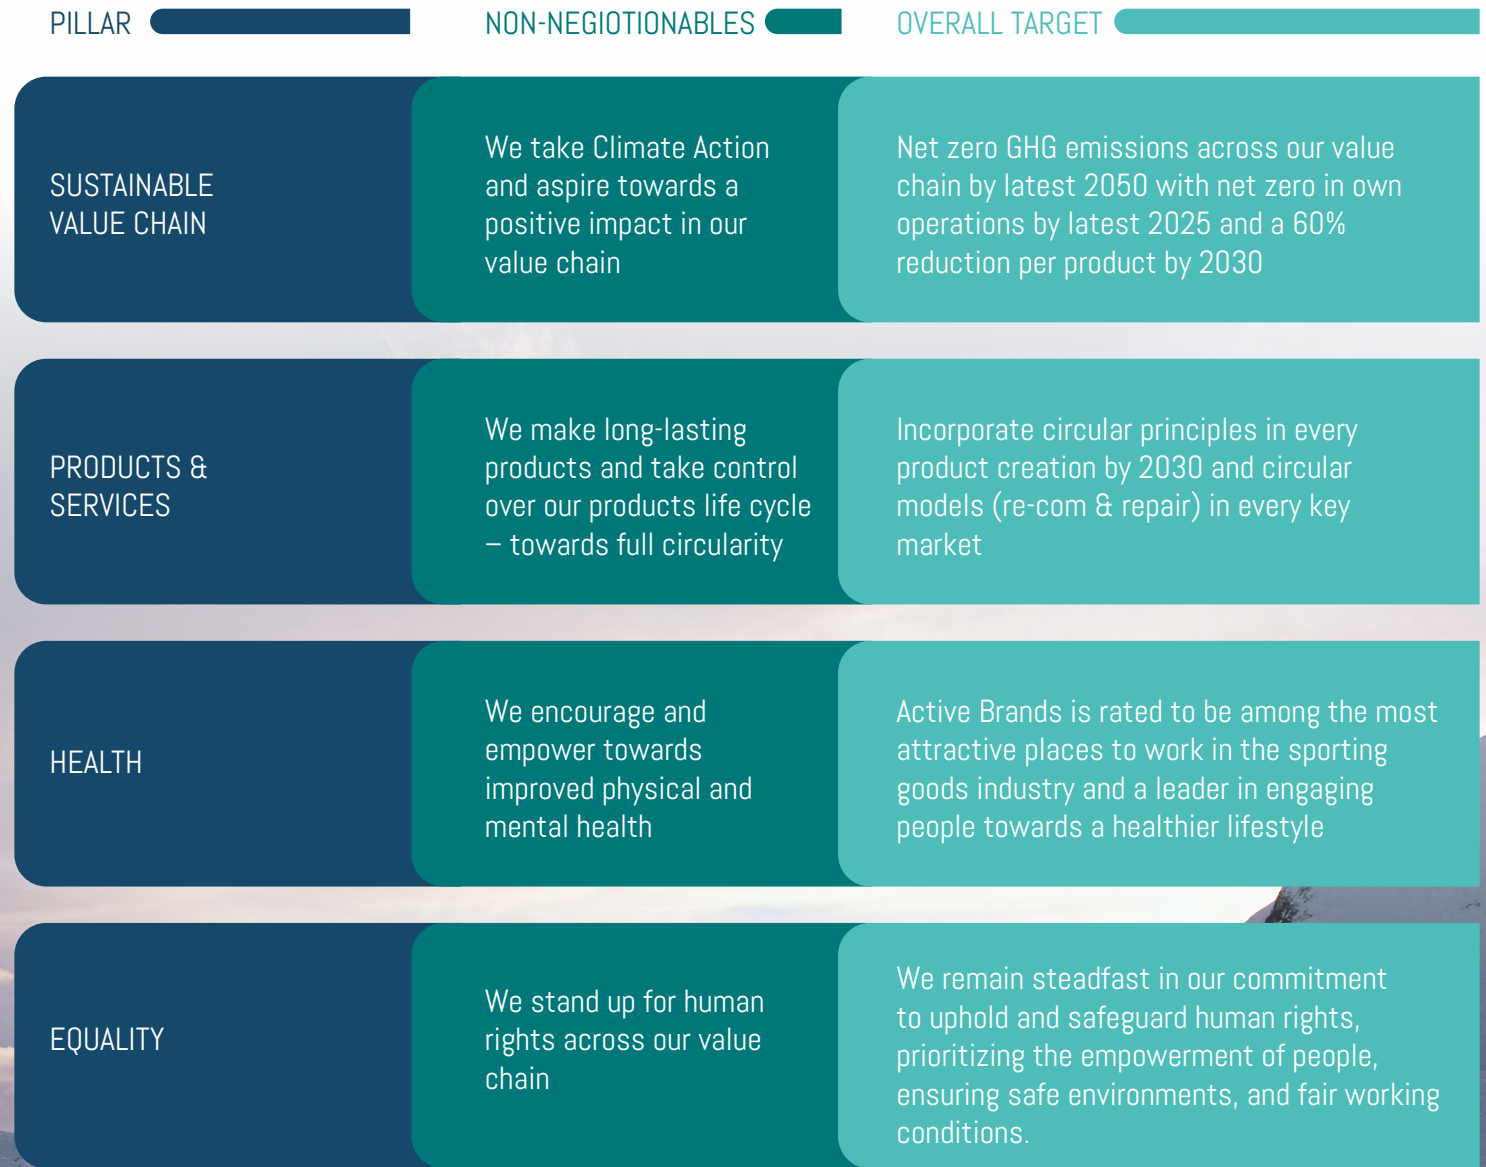 PILLAR
NON-NEGIOTIONABLES
OVERALL TARGET
SUSTAINABLE
VALUE CHAIN
We take Climate Action
and aspire towards a
positive impact in our
value chain
Net zero GHG emissions across our value
chain by latest 2050 with net zero in own
operations by latest 2025 and a 60%
reduction per product by 2030
PRODUCTS &
SERVICES
We make long-lasting
products and take control
over our products life cycle
– towards full circularity
Incorporate circular principles in every
product creation by 2030 and circular
models (re-com & repair) in every key
market
HEALTH
We encourage and
empower towards
improved physical and
mental health
Active Brands is rated to be among the most
attractive places to work in the sporting
goods industry and a leader in engaging
people towards a healthier lifestyle
EQUALITY
We stand up for human
rights across our value
chain
We remain steadfast in our commitment
to uphold and safeguard human rights,
prioritizing the empowerment of people,
ensuring safe environments, and fair working
conditions.